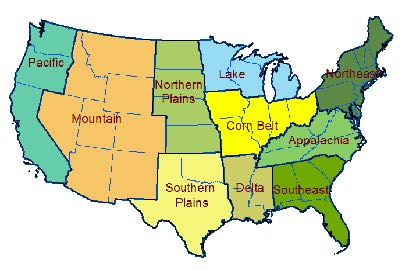 Pacific
Lake
Northeast
Northern
Plains
Mountain
Corn Belt
Appalachia
Southern
Plains
Delta
Southeast